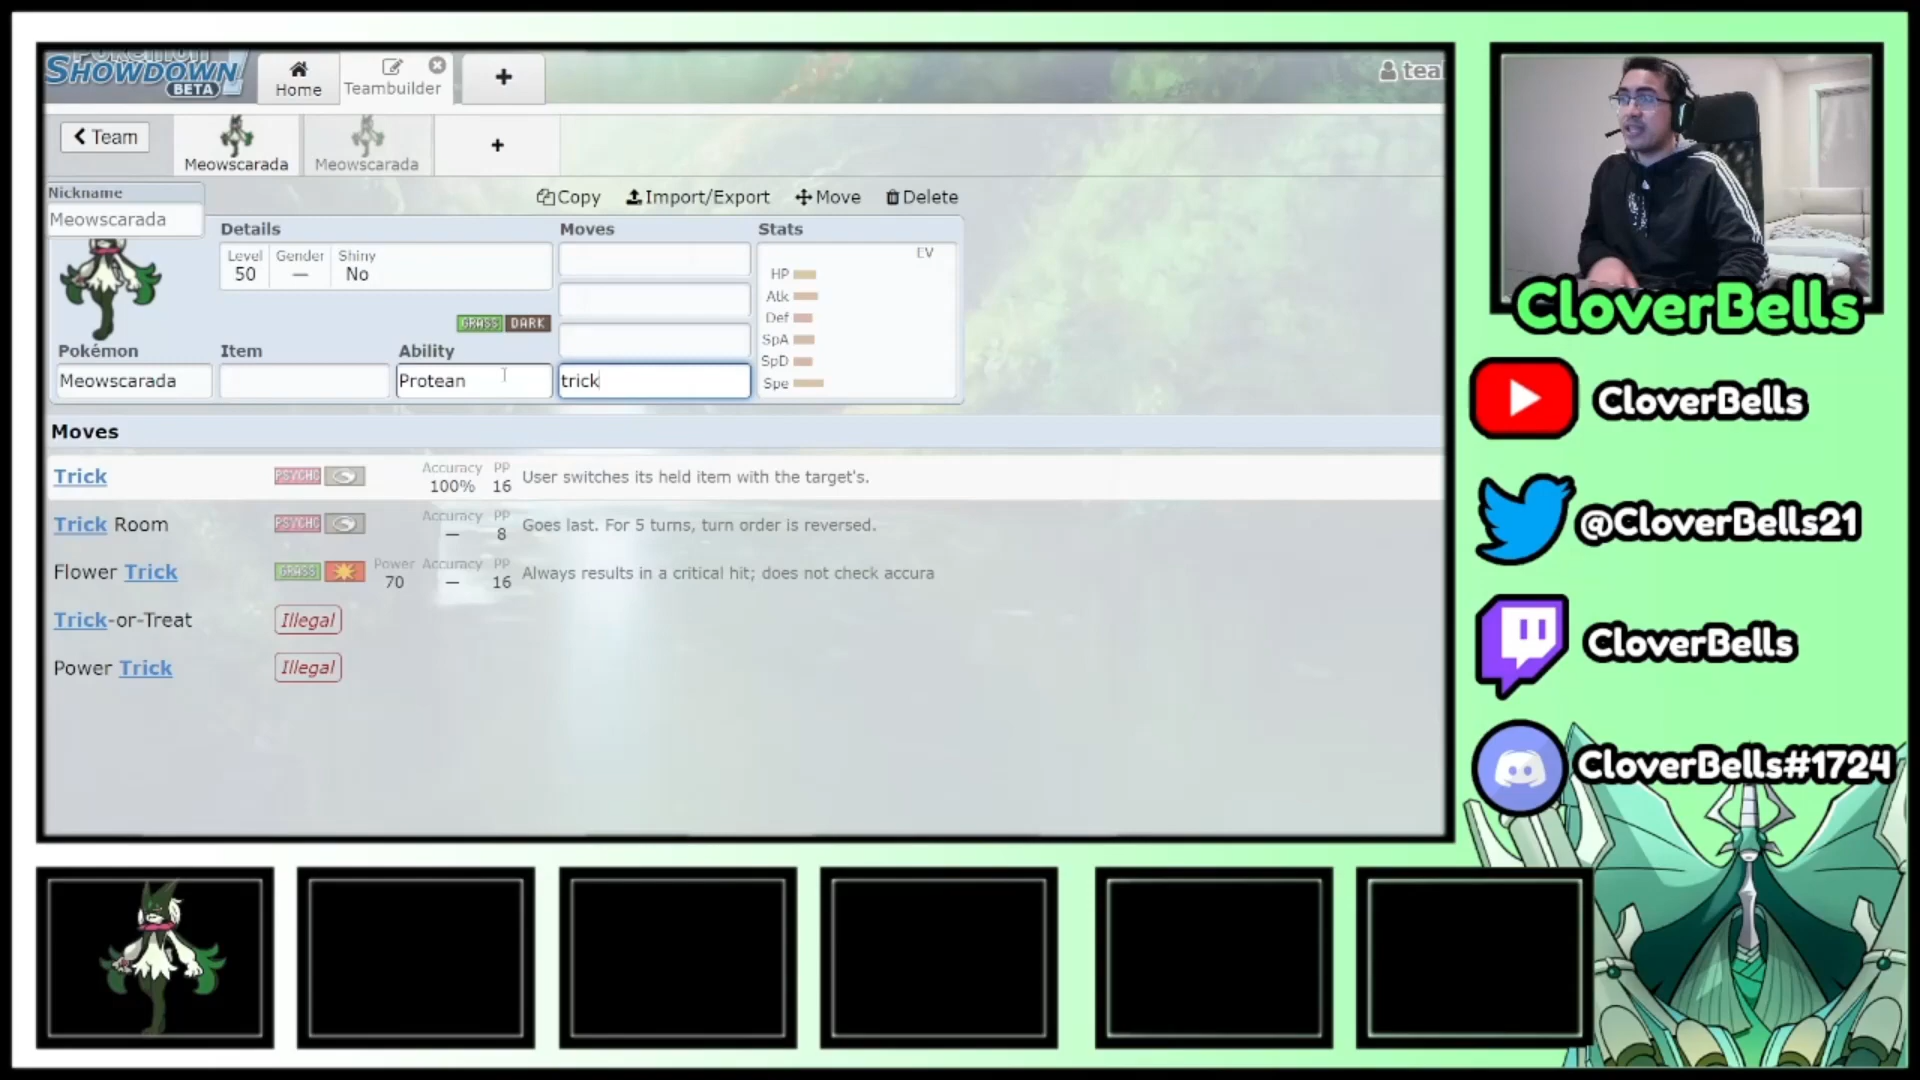 Pokémon
SHOWDOWN
BETA
Home
Teambuilder
+
teal
Team
Meowscarada
Meowscarada
+
Nickname
Meowscarada
Copy
Import/Export
Move
Delete
Details
Moves
Stats
Level
50
Gender
—
Shiny
No
EV
HP
Atk
Def
SpA
SpD
Spe
GRASS DARK
Pokémon
Item
Ability
Meowscarada
Protean
trick
Moves
Trick PSYCHC Accuracy 100% PP 16 User switches its held item with the target's.
Trick Room PSYCHC Accuracy — PP 8 Goes last. For 5 turns, turn order is reversed.
Flower Trick GRASS Power 70 Accuracy — PP 16 Always results in a critical hit; does not check accura
Trick-or-Treat Illegal
Power Trick Illegal
CloverBells
CloverBells
@CloverBells21
CloverBells
CloverBells#1724